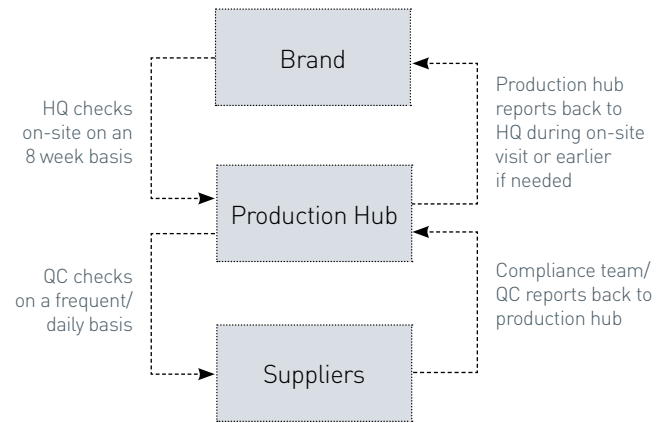 Brand
HQ checks
on-site on an
8 week basis
Production hub
reports back to
HQ during on-site
visit or earlier
if needed
Production Hub
QC checks
on a frequent/
daily basis
Compliance team/
QC reports back to
production hub
Suppliers